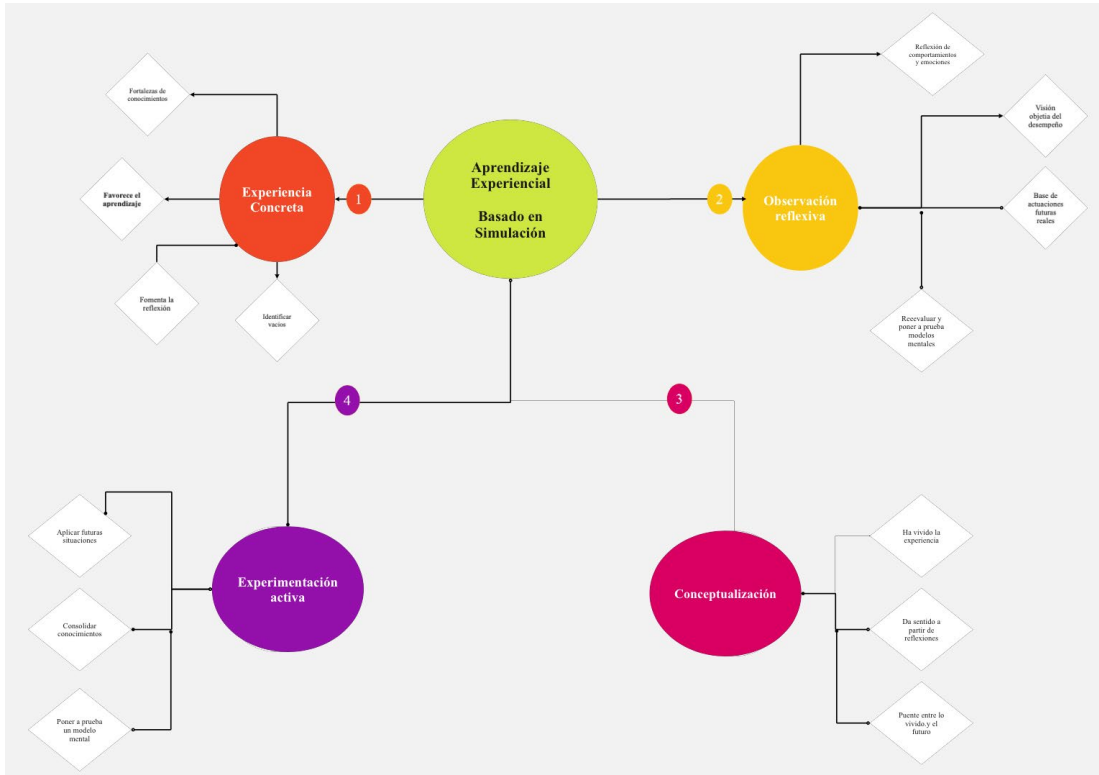 Aprendizaje
Experiencial
Basado en
Simulación
1
Experiencia
Concreta
Fortalezas de
conocimientos
Favorece el
aprendizaje
Fomenta la
reflexión
Identificar
vacios
2
Observación
reflexiva
Reflexión de
comportamientos
y emociones
Visión
objetia del
desempeño
Base de
actuaciones
futuras
reales
Reeevaluar y
poner a prueba
modelos
mentales
3
Conceptualización
Ha vivido la
experiencia
Da sentido a
partir de
reflexiones
Puente entre lo
vivido.y el
futuro
4
Experimentación
activa
Aplicar futuras
situaciones
Consolidar
conocimientos
Poner a prueba
un modelo
mental